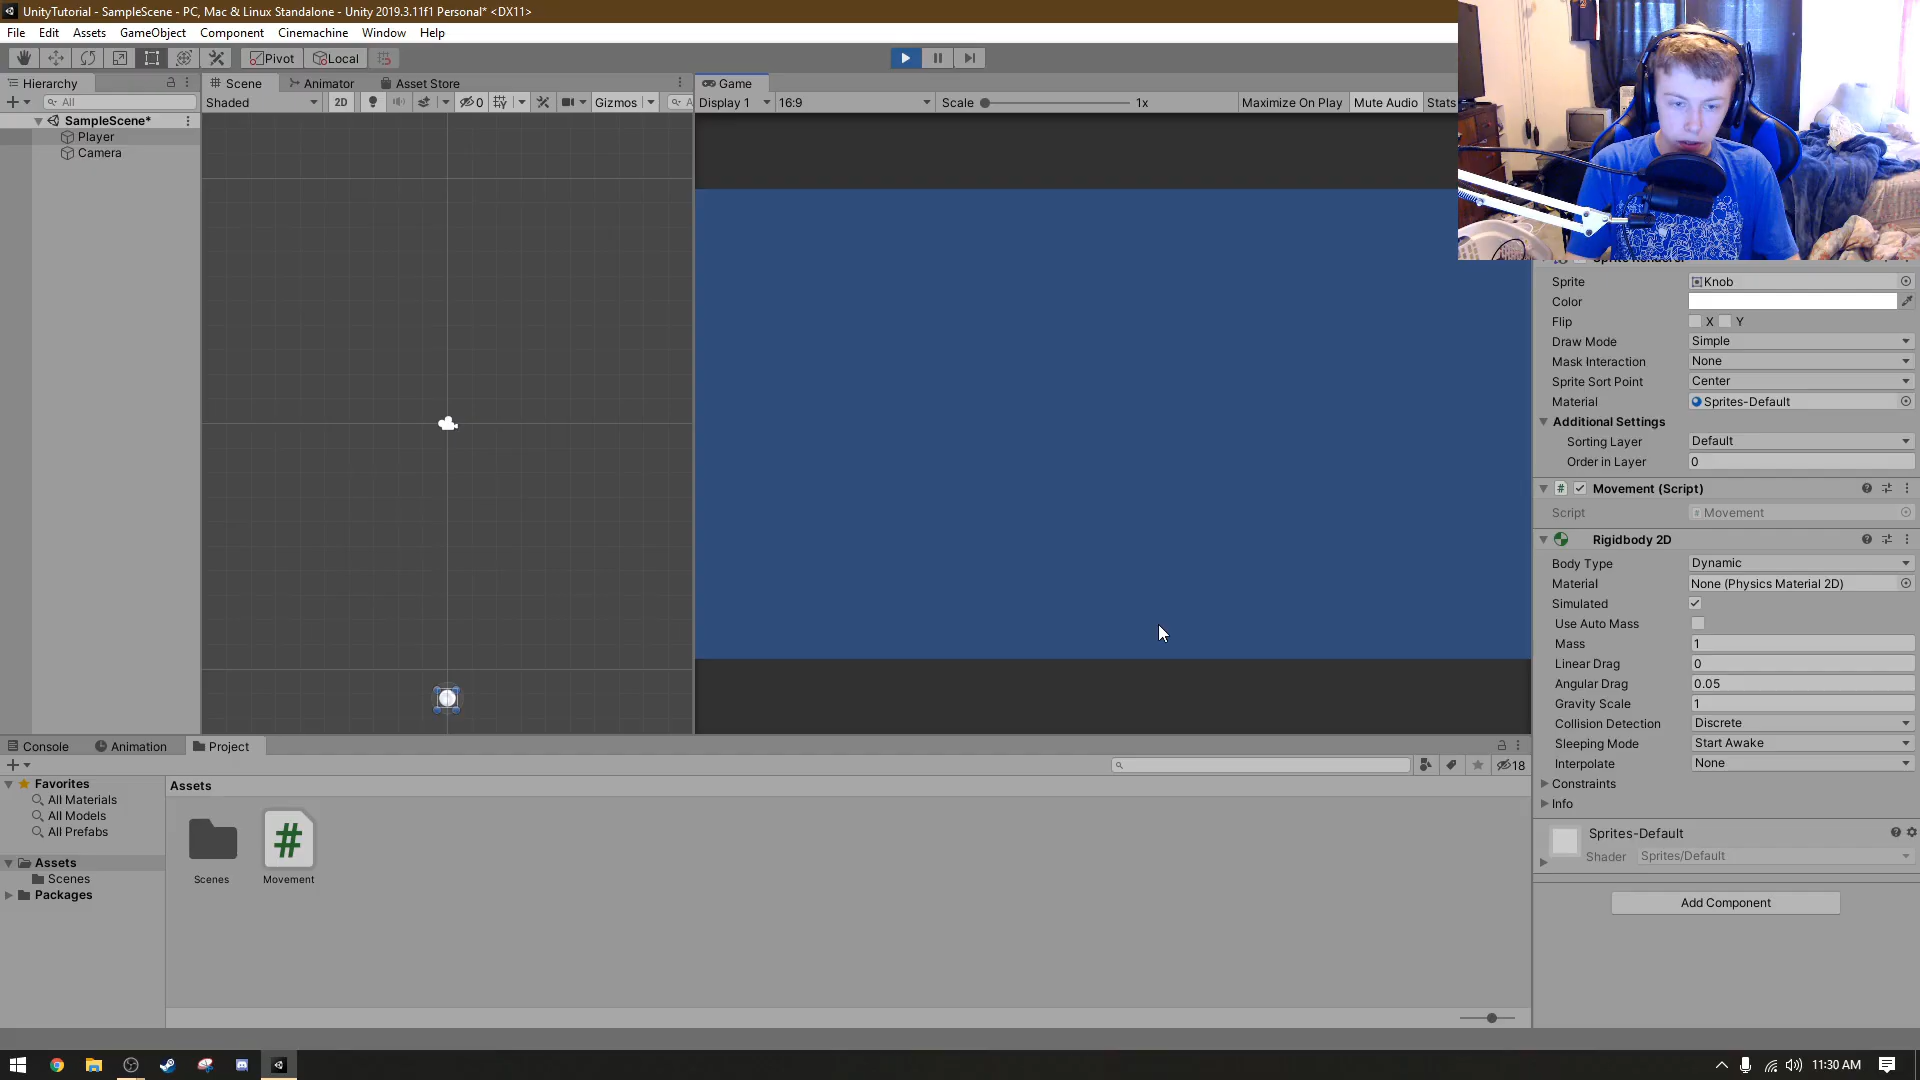 UnityTutorial - SampleScene - PC, Mac & Linux Standalone - Unity 2019.3.11f1 Personal* <DX11>
File Edit Assets GameObject Component Cinemachine Window Help
Pivot Local
Hierarchy
All
SampleScene*
Player
Camera
Scene Animator Asset Store
Shaded 2D 0 Gizmos A
Game
Display 1 16:9 Scale 1x Maximize On Play Mute Audio Stats
Sprite Knob
Color
Flip X Y
Draw Mode Simple
Mask Interaction None
Sprite Sort Point Center
Material Sprites-Default
Additional Settings
Sorting Layer Default
Order in Layer 0
# Movement (Script)
Script # Movement
Rigidbody 2D
Body Type Dynamic
Material None (Physics Material 2D)
Simulated
Use Auto Mass
Mass 1
Linear Drag 0
Angular Drag 0.05
Gravity Scale 1
Collision Detection Discrete
Sleeping Mode Start Awake
Interpolate None
Constraints
Info
Sprites-Default
Shader Sprites/Default
Add Component
Console Animation Project
18
Favorites
All Materials
All Models
All Prefabs
Assets
Scenes
Packages
Assets
#
Scenes Movement
11:30 AM